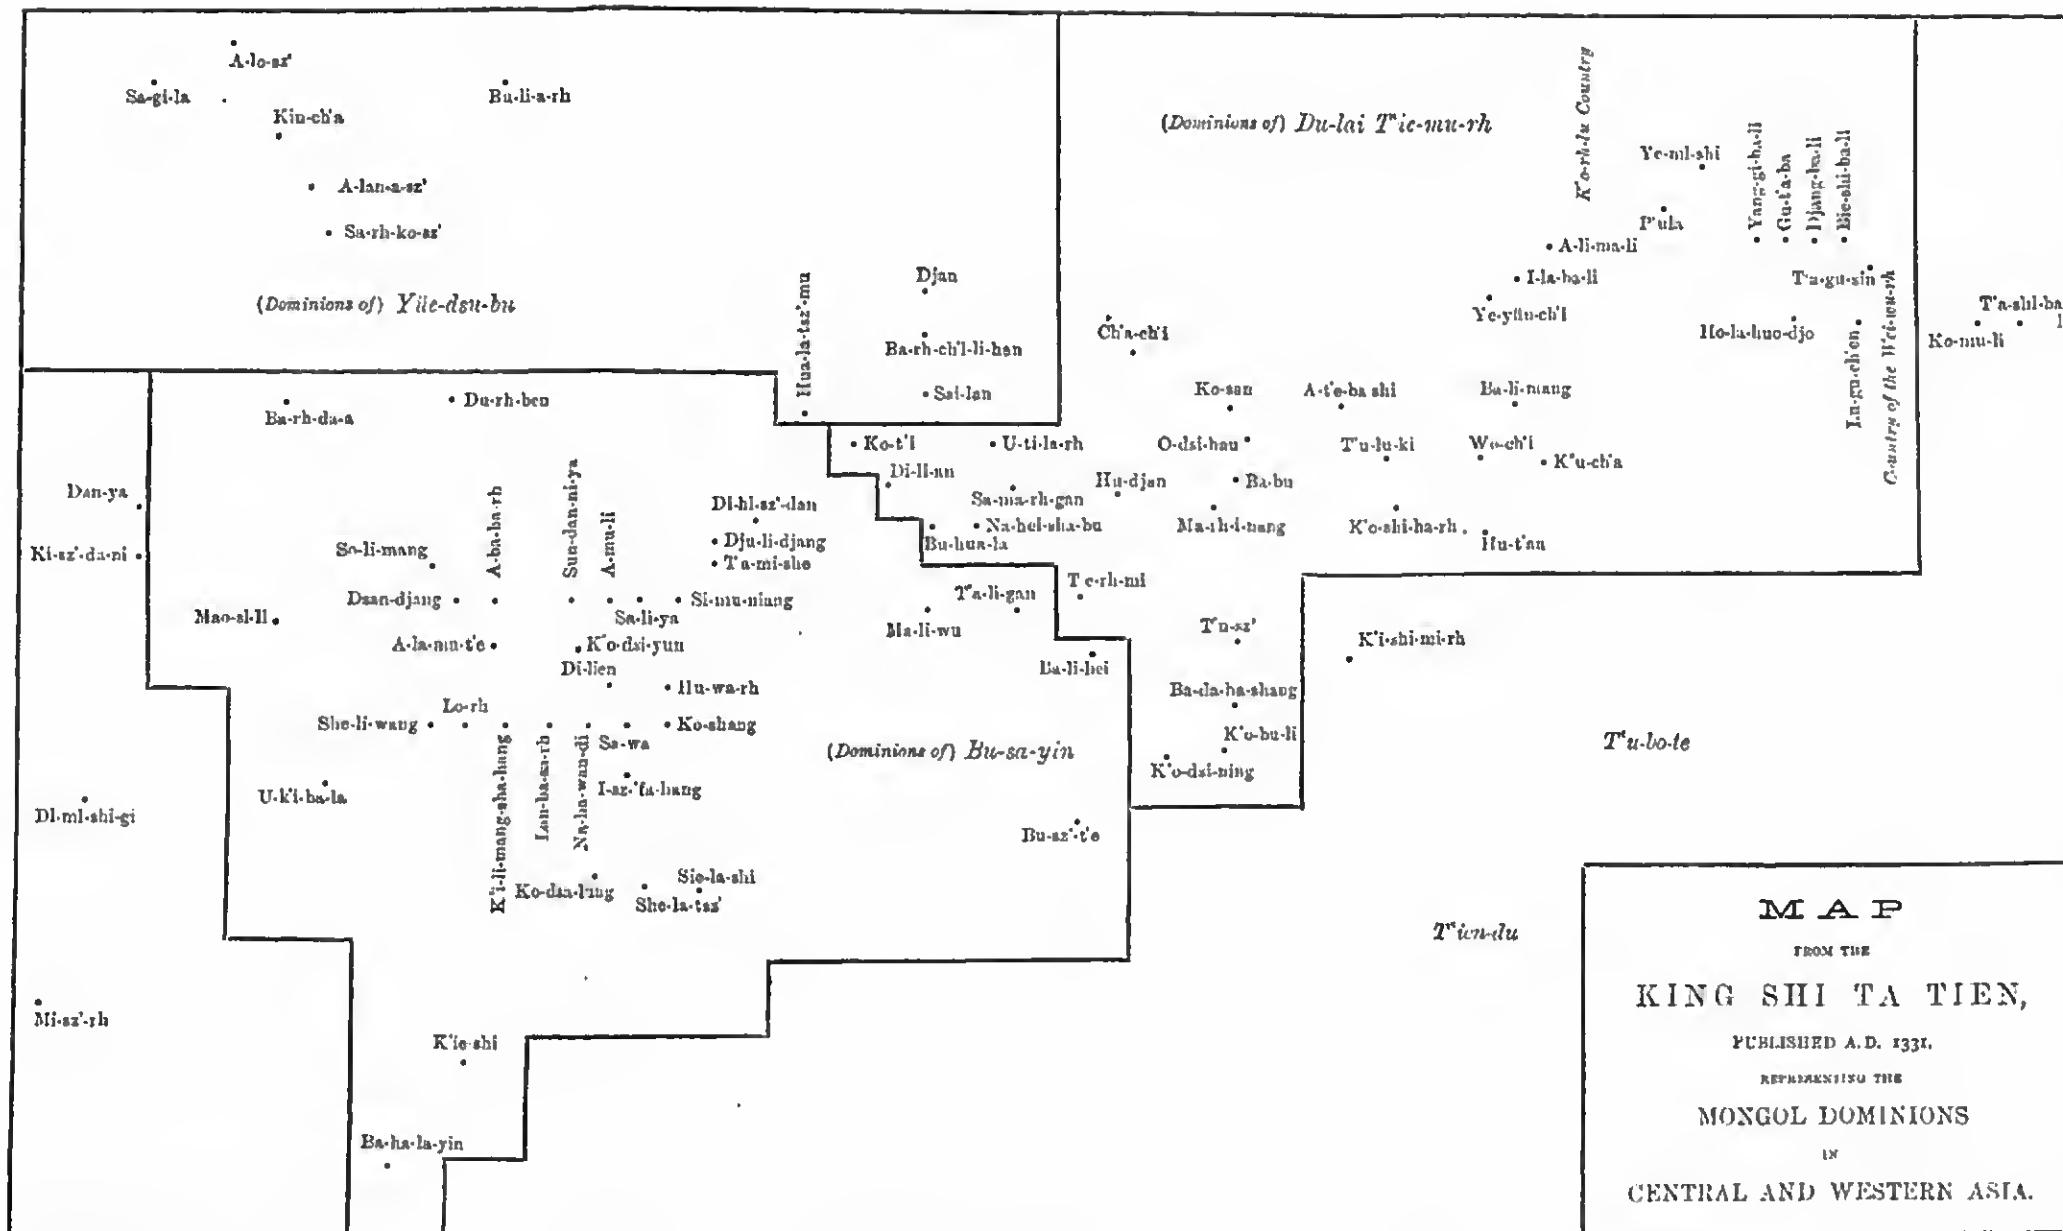 A-lo-sz'
Sa-gi-la
Bu-li-a-rh
Kin-ch'a
A-lan-a-sz'
Sa-rh-ko-sz'
(Dominions of) Yüe-dsu-bu
Hua-la-tsz'-mu
Djan
Ba-rh-ch'i-li-han
Sai-lan
(Dominions of) Du-lai T'ie-mu-rh
K'o-rh-lu Country
Ye-mi-shi
P'ula
Yang-gi-ba-li
Gu-t'a-ba
Djang-ba-li
Bie-shi-ba-li
A-li-ma-li
I-la-ba-li
Ye-yün-ch'i
T'a-gu-sin
Ho-la-huo-djo
Country of the Wei-wu-rh
T'a-shi-ba
Ko-mu-li
Ch'a-ch'i
Ko-san
A-t'e-ba shi
Ba-li-mang
Ba-rh-da-a
Du-rh-ben
Ko-t'i
U-ti-la-rh
O-dsi-han
T'u-lu-ki
Wo-ch'i
K'u-ch'a
Di-li-an
Hu-djan
Ba-bu
Sa-ma-rh-gan
Na-hei-sha-bu
Ma-rh-i-nang
K'o-shi-ha-rh
Hu-t'an
Bu-hua-la
Dan-ya
Ki-sz'-da-ni
So-li-mang
A-ba-ba-rh
Sun-dan-ni-ya
A-mu-li
Di-hi-sz'-dan
Dju-li-djang
T'a-mi-she
Dsan-djang
Sa-li-ya
Si-mu-niang
Mao-si-li
A-la-mu-t'e
K'o-dsi-yun
Di-lien
Hu-wa-rh
T'a-li-gan
Ma-li-wu
T'e-rh-mi
Ba-li-hei
T'u-sz'
K'i-shi-mi-rh
Ba-da-ha-shang
K'o-bu-li
K'o-dsi-ning
She-li-wang
Lo-rh
K'i-li-mang-sha-hang
Lan-ba-sa-rh
Na-ha-wan-di
Sa-wa
Ko-shang
I-sz'-fa-hang
(Dominions of) Bu-sa-yin
T'u-bo-te
U-k'i-ba-la
Di-mi-shi-gi
Bu-sz'-t'e
Ko-dsa-lung
Sie-la-shi
She-la-tsz'
T'ien-du
Mi-sz'-rh
K'ie-shi
Ba-ha-la-yin
MAP
FROM THE
KING SHI TA TIEN,
PUBLISHED A.D. 1331.
REPRESENTING THE
MONGOL DOMINIONS
IN
CENTRAL AND WESTERN ASIA.